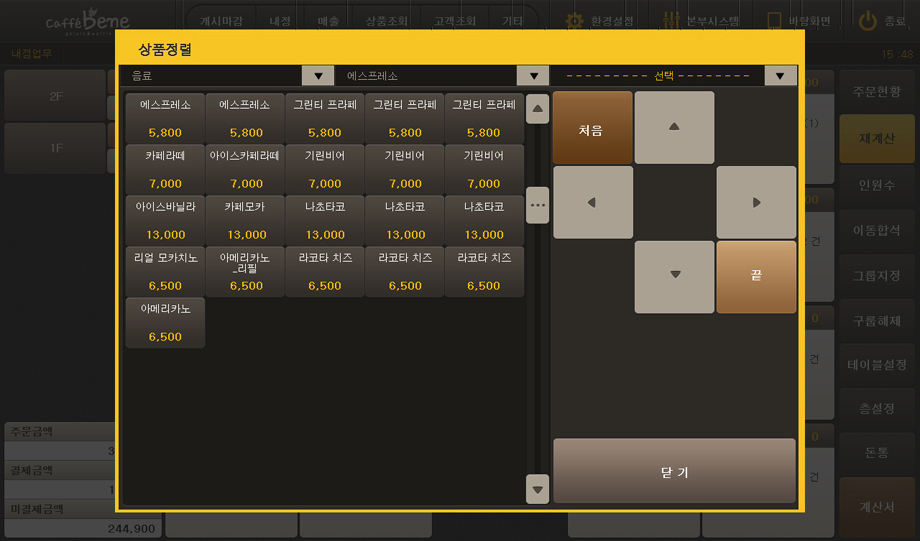 caffé bene
게시마감 내점 매출 상품조회 고객조회 기타 환경설정 본부시스템 바탕화면 종료
내점업무 15:48
상품정렬
음료 에스프레소 선택
에스프레소 에스프레소 그린티 프라페 그린티 프라페 그린티 프라페
5,800 5,800 5,800 5,800 5,800
카페라떼 아이스카페라떼 기린비어 기린비어 기린비어
7,000 7,000 7,000 7,000 7,000
아이스바닐라 카페모카 나초타코 나초타코 나초타코
13,000 13,000 13,000 13,000 13,000
리얼 모카치노 아메리카노_리필 라코타 치즈 라코타 치즈 라코타 치즈
6,500 6,500 6,500 6,500 6,500
아메리카노
6,500
처음
끝
닫 기
2F
1F
주문금액
결제금액
미결제금액
244,900
주문현황
재계산
인원수
이동합석
그룹지정
구룹해제
테이블설정
층설정
돈통
계산서